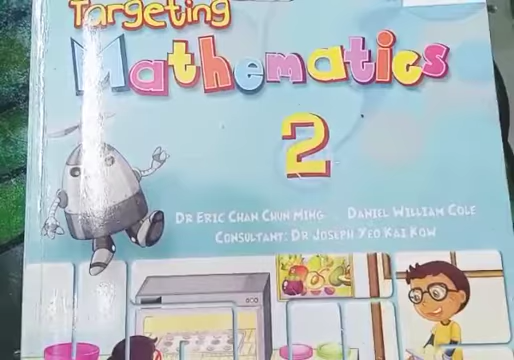 Targeting
Mathematics
2
DR ERIC CHAN CHUN MING   DANIEL WILLIAM COLE
CONSULTANT: DR JOSEPH YEO KAI KOW